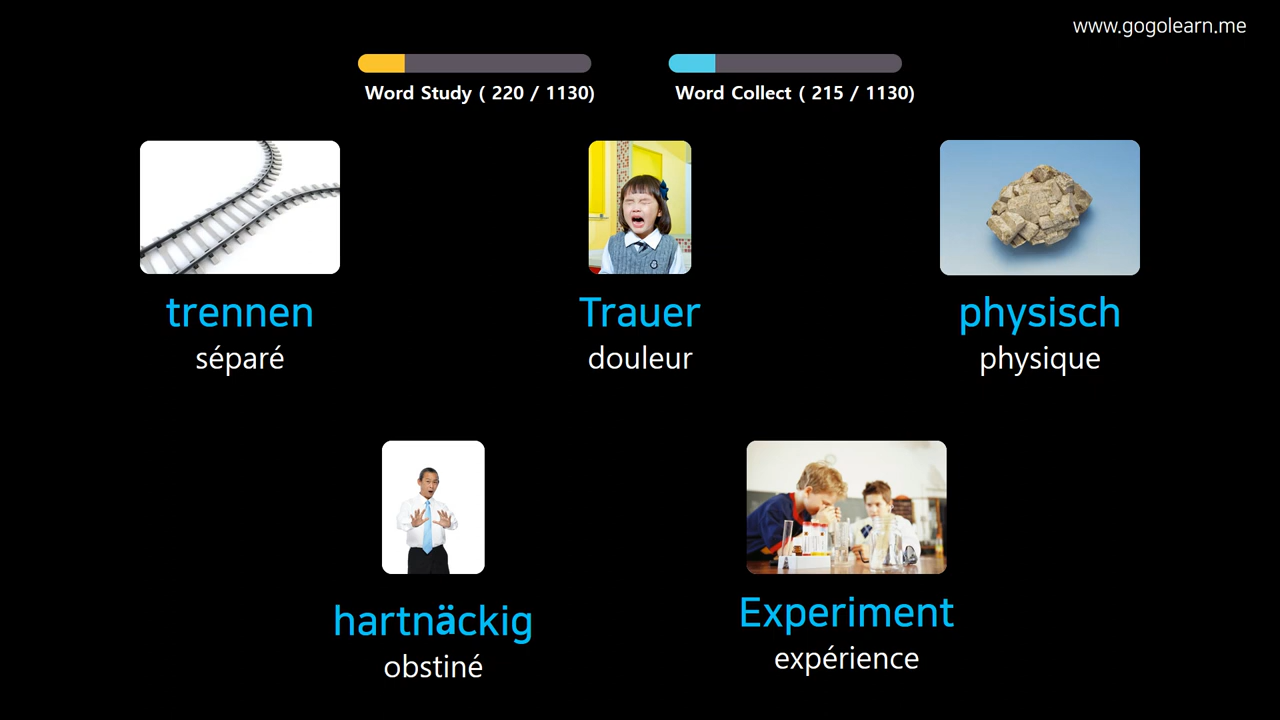 www.gogolearn.me
Word Study ( 220 / 1130)
Word Collect ( 215 / 1130)
trennen
séparé
Trauer
douleur
physisch
physique
hartnäckig
obstiné
Experiment
expérience